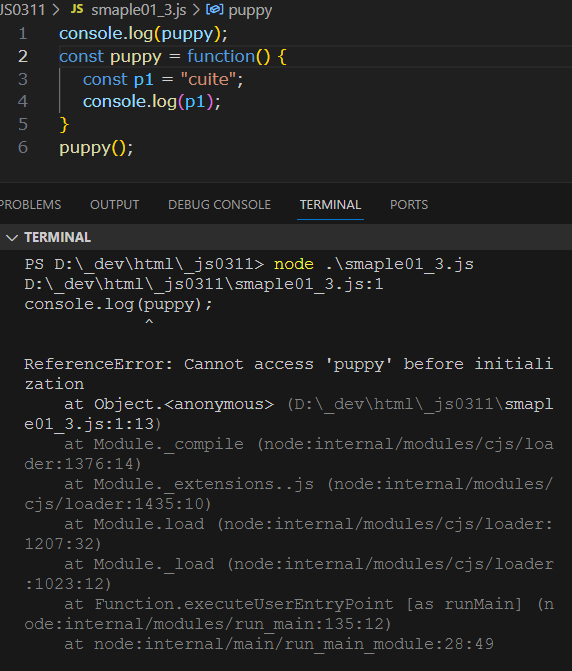 JS0311 > JS smaple01_3.js > puppy
1 console.log(puppy);
2 const puppy = function() {
3 const p1 = "cuite";
4 console.log(p1);
5 }
6 puppy();
PROBLEMS OUTPUT DEBUG CONSOLE TERMINAL PORTS
TERMINAL
PS D:\_dev\html\_js0311> node .\smaple01_3.js
D:\_dev\html\_js0311\smaple01_3.js:1
console.log(puppy);
^
ReferenceError: Cannot access 'puppy' before initiali
zation
at Object.<anonymous> (D:\_dev\html\_js0311\smapl
e01_3.js:1:13)
at Module._compile (node:internal/modules/cjs/loa
der:1376:14)
at Module._extensions..js (node:internal/modules/
cjs/loader:1435:10)
at Module.load (node:internal/modules/cjs/loader:
1207:32)
at Module._load (node:internal/modules/cjs/loader
:1023:12)
at Function.executeUserEntryPoint [as runMain] (n
ode:internal/modules/run_main:135:12)
at node:internal/main/run_main_module:28:49